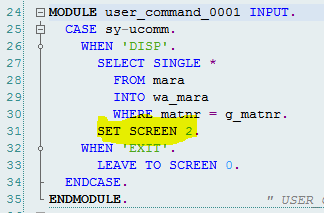 24 MODULE user_command_0001 INPUT.
25 CASE sy-ucomm.
26 WHEN 'DISP'.
27 SELECT SINGLE *
28 FROM mara
29 INTO wa_mara
30 WHERE matnr = g_matnr.
31 SET SCREEN 2.
32 WHEN 'EXIT'.
33 LEAVE TO SCREEN 0.
34 ENDCASE.
35 ENDMODULE. " USER